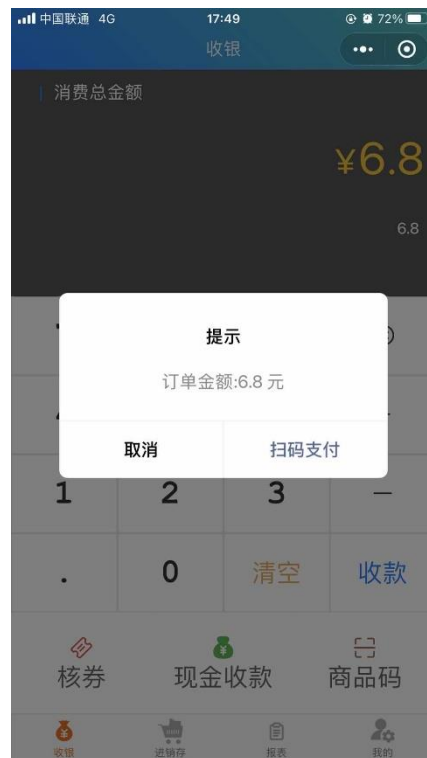 中国联通 4G 17:49 72%
收银
消费总金额
¥6.8
6.8
提示
订单金额:6.8 元
取消 扫码支付
1 2 3 —
. 0 清空 收款
核券 现金收款 商品码
收银 进销存 报表 我的